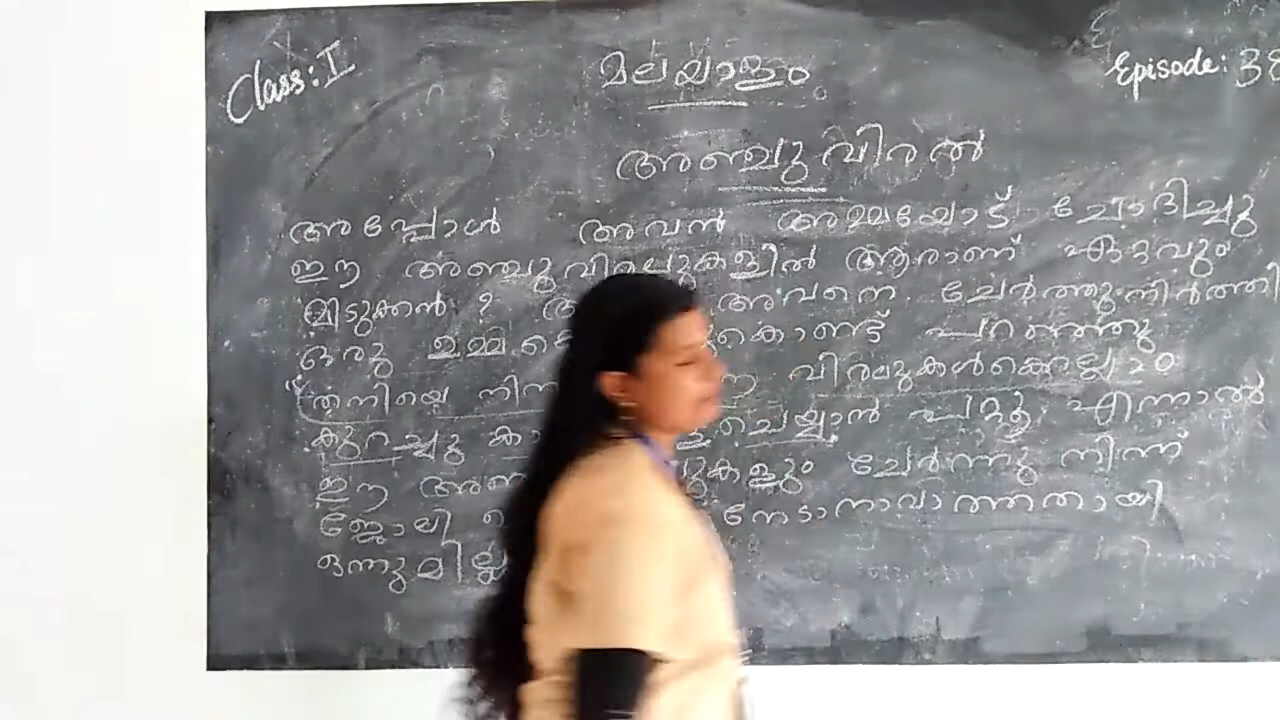 Class: I
മലയാളം
Episode: 38
അഞ്ചുവിരൽ
അപ്പോൾ അവൻ അമ്മയോട് ചോദിച്ചു
ഈ അഞ്ചുവിരലുകളിൽ ആരാണ് ഏറ്റവും
മിടുക്കൻ? അവനെ ചേർത്തുനിർത്തി
ഒരു ഉമ്മ പറഞ്ഞു
തനിയെ വിരലുകൾക്കെല്ലാം
കുറച്ചു ചെയ്യാൻ പറ്റൂ എന്നാൽ
ഈ ചേർന്നു നിന്ന്
ജോലി നേടാനാവാത്തതായി
ഒന്നുമില്ല